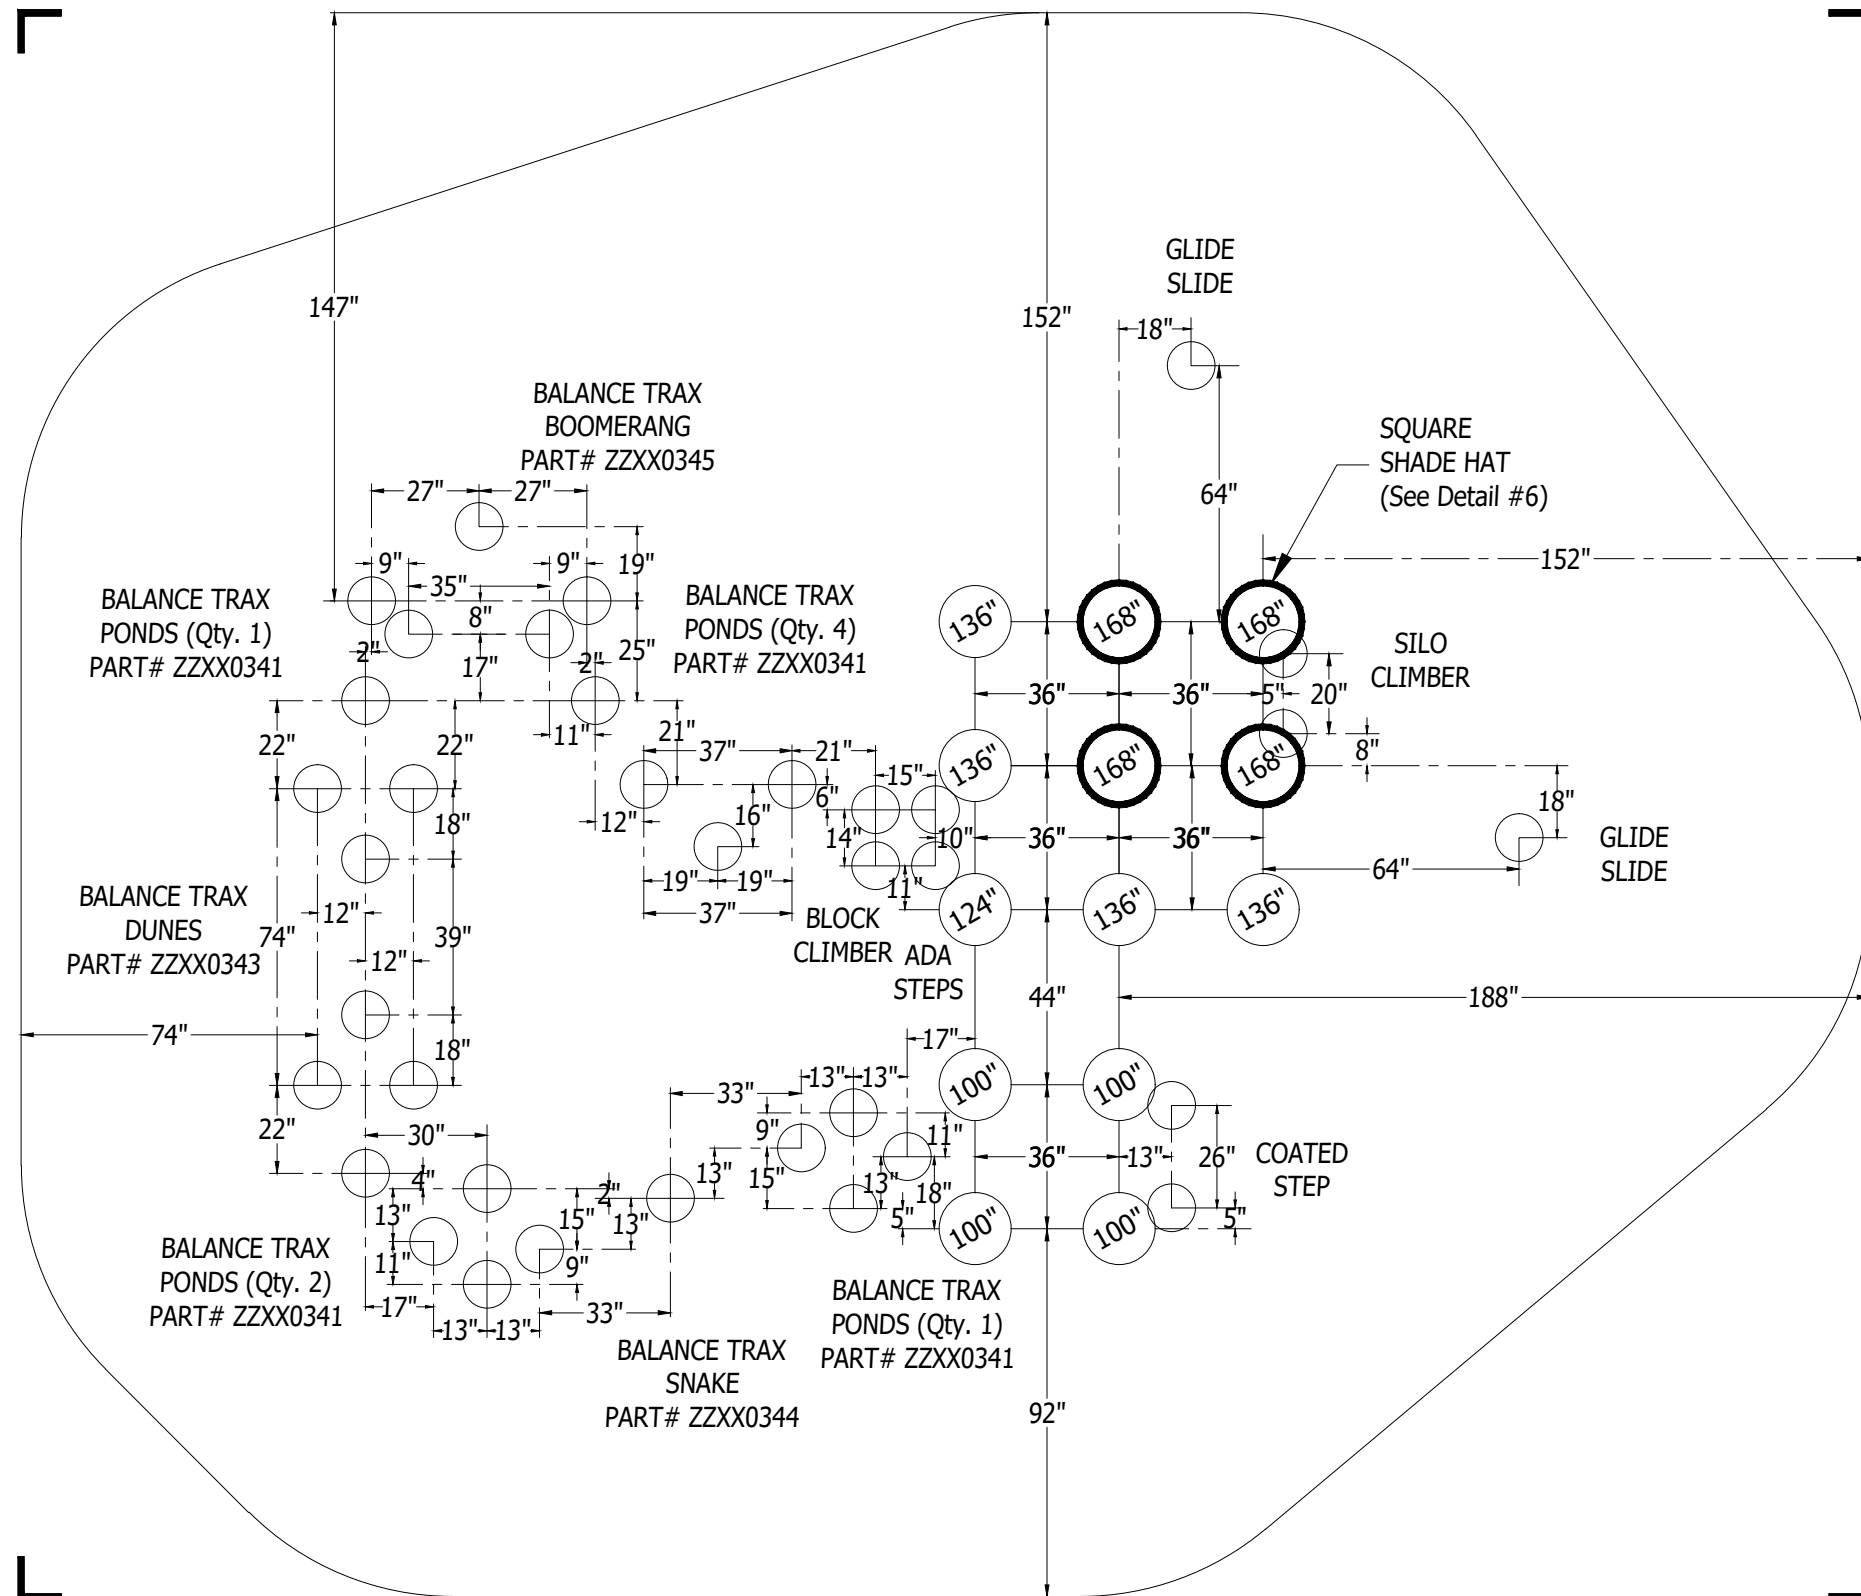 147"
152"
GLIDE
SLIDE
18"
64"
BALANCE TRAX
BOOMERANG
PART# ZZXX0345
SQUARE
SHADE HAT
(See Detail #6)
27"
27"
19"
9"
9"
35"
8"
152"
BALANCE TRAX
PONDS (Qty. 1)
PART# ZZXX0341
BALANCE TRAX
PONDS (Qty. 4)
PART# ZZXX0341
2"
17"
2"
25"
136"
168"
168"
SILO
CLIMBER
36"
36"
5"
20"
22"
22"
11"
21"
37"
21"
15"
6"
136"
168"
168"
8"
18"
GLIDE
SLIDE
64"
18"
12"
16"
14"
10"
36"
36"
19"
19"
11"
37"
124"
136"
136"
BALANCE TRAX
DUNES
PART# ZZXX0343
12"
74"
39"
12"
BLOCK
CLIMBER
ADA
STEPS
44"
188"
74"
18"
17"
22"
30"
33"
13"
13"
100"
100"
9"
11"
4"
13"
15"
13"
18"
5"
36"
13"
26"
COATED
STEP
5"
13"
15"
2"
13"
100"
100"
11"
9"
17"
13"
13"
33"
BALANCE TRAX
PONDS (Qty. 2)
PART# ZZXX0341
BALANCE TRAX
PONDS (Qty. 1)
PART# ZZXX0341
BALANCE TRAX
SNAKE
PART# ZZXX0344
92"